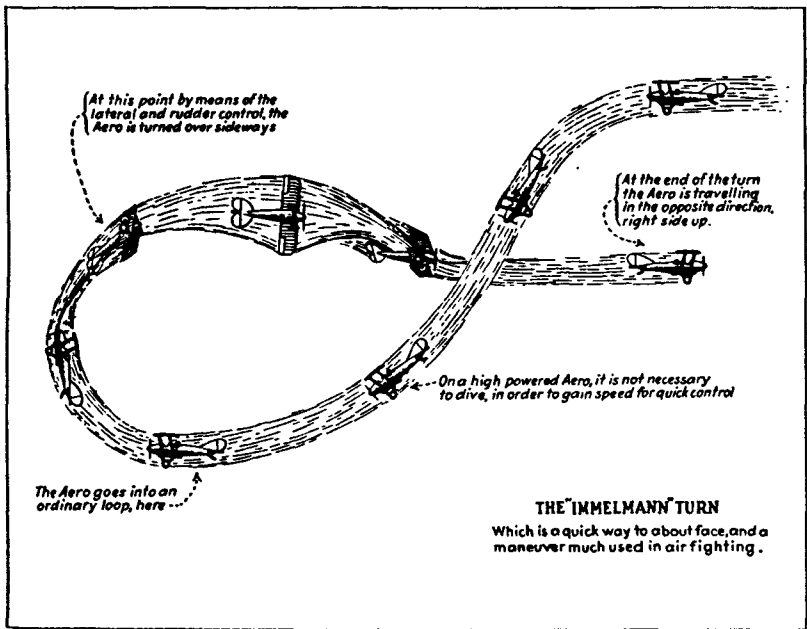 At this point by means of the
lateral and rudder control, the
Aero is turned over sideways
At the end of the turn
the Aero is travelling
in the opposite direction,
right side up.
On a high powered Aero, it is not necessary
to dive, in order to gain speed for quick control
The Aero goes into an
ordinary loop, here
THE "IMMELMANN" TURN
Which is a quick way to about face, and a
maneuver much used in air fighting.